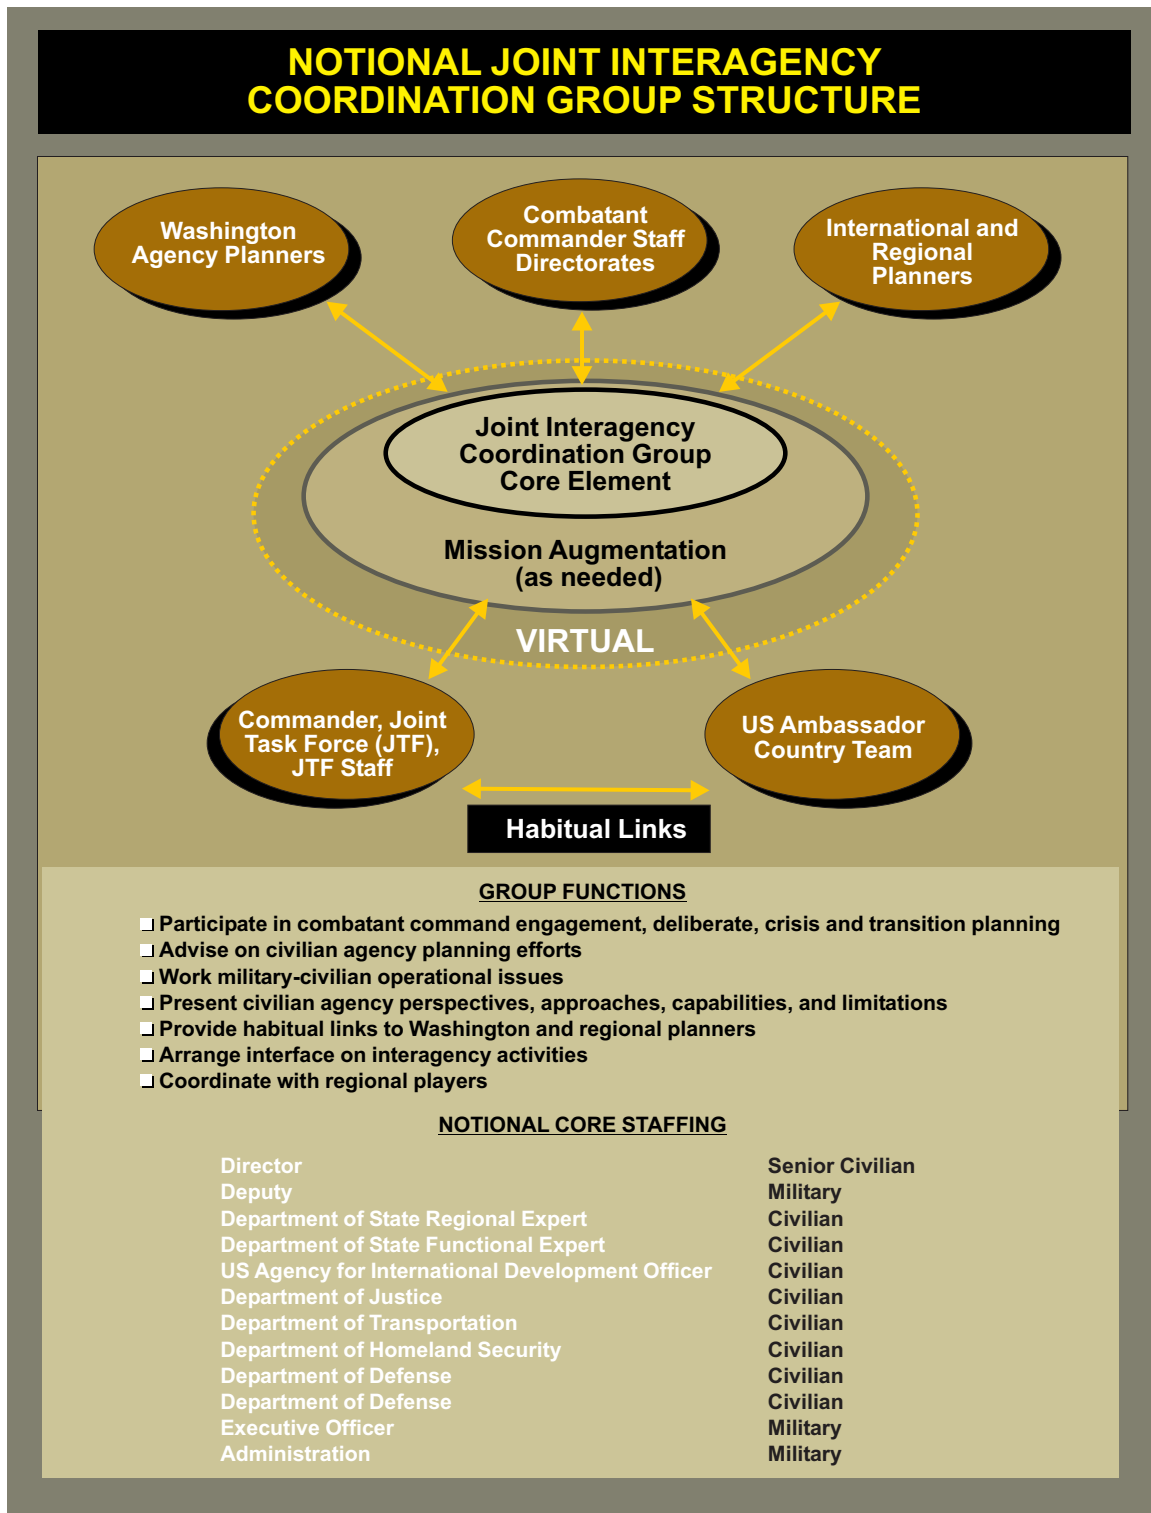 NOTIONAL JOINT INTERAGENCY
COORDINATION GROUP STRUCTURE
Washington
Agency Planners
Combatant
Commander Staff
Directorates
International and
Regional
Planners
Joint Interagency
Coordination Group
Core Element
Mission Augmentation
(as needed)
VIRTUAL
Commander, Joint
Task Force (JTF),
JTF Staff
US Ambassador
Country Team
Habitual Links
GROUP FUNCTIONS
Participate in combatant command engagement, deliberate, crisis and transition planning
Advise on civilian agency planning efforts
Work military-civilian operational issues
Present civilian agency perspectives, approaches, capabilities, and limitations
Provide habitual links to Washington and regional planners
Arrange interface on interagency activities
Coordinate with regional players
NOTIONAL CORE STAFFING
Director Senior Civilian
Deputy Military
Department of State Regional Expert Civilian
Department of State Functional Expert Civilian
US Agency for International Development Officer Civilian
Department of Justice Civilian
Department of Transportation Civilian
Department of Homeland Security Civilian
Department of Defense Civilian
Department of Defense Civilian
Executive Officer Military
Administration Military